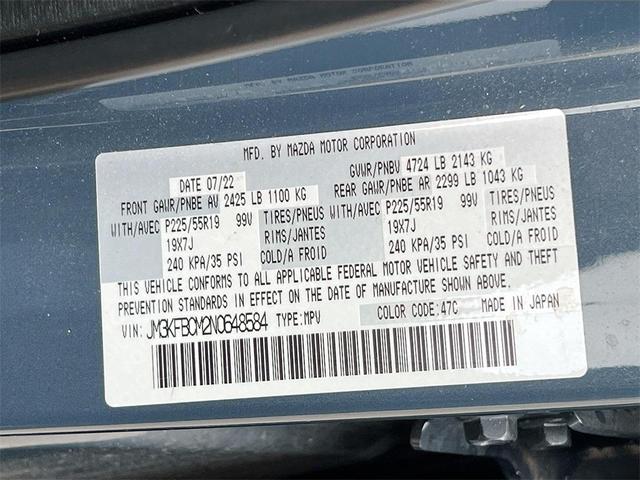 MFD. BY MAZDA MOTOR CORPORATION
DATE 07/22
GVWR/PNBV 4724 LB 2143 KG
FRONT GAWR/PNBE AV 2425 LB 1100 KG
REAR GAWR/PNBE AR 2299 LB 1043 KG
WITH/AVEC P225/55R19 99V TIRES/PNEUS
19X7J RIMS/JANTES
240 KPA/35 PSI COLD/A FROID
WITH/AVEC P225/55R19 99V TIRES/PNEUS
19X7J RIMS/JANTES
240 KPA/35 PSI COLD/A FROID
THIS VEHICLE CONFORMS TO ALL APPLICABLE FEDERAL MOTOR VEHICLE SAFETY AND THEFT
PREVENTION STANDARDS IN EFFECT ON THE DATE OF MANUFACTURE SHOWN ABOVE.
VIN: JM3KFBCM2N0648584 TYPE:MPV
COLOR CODE:47C MADE IN JAPAN